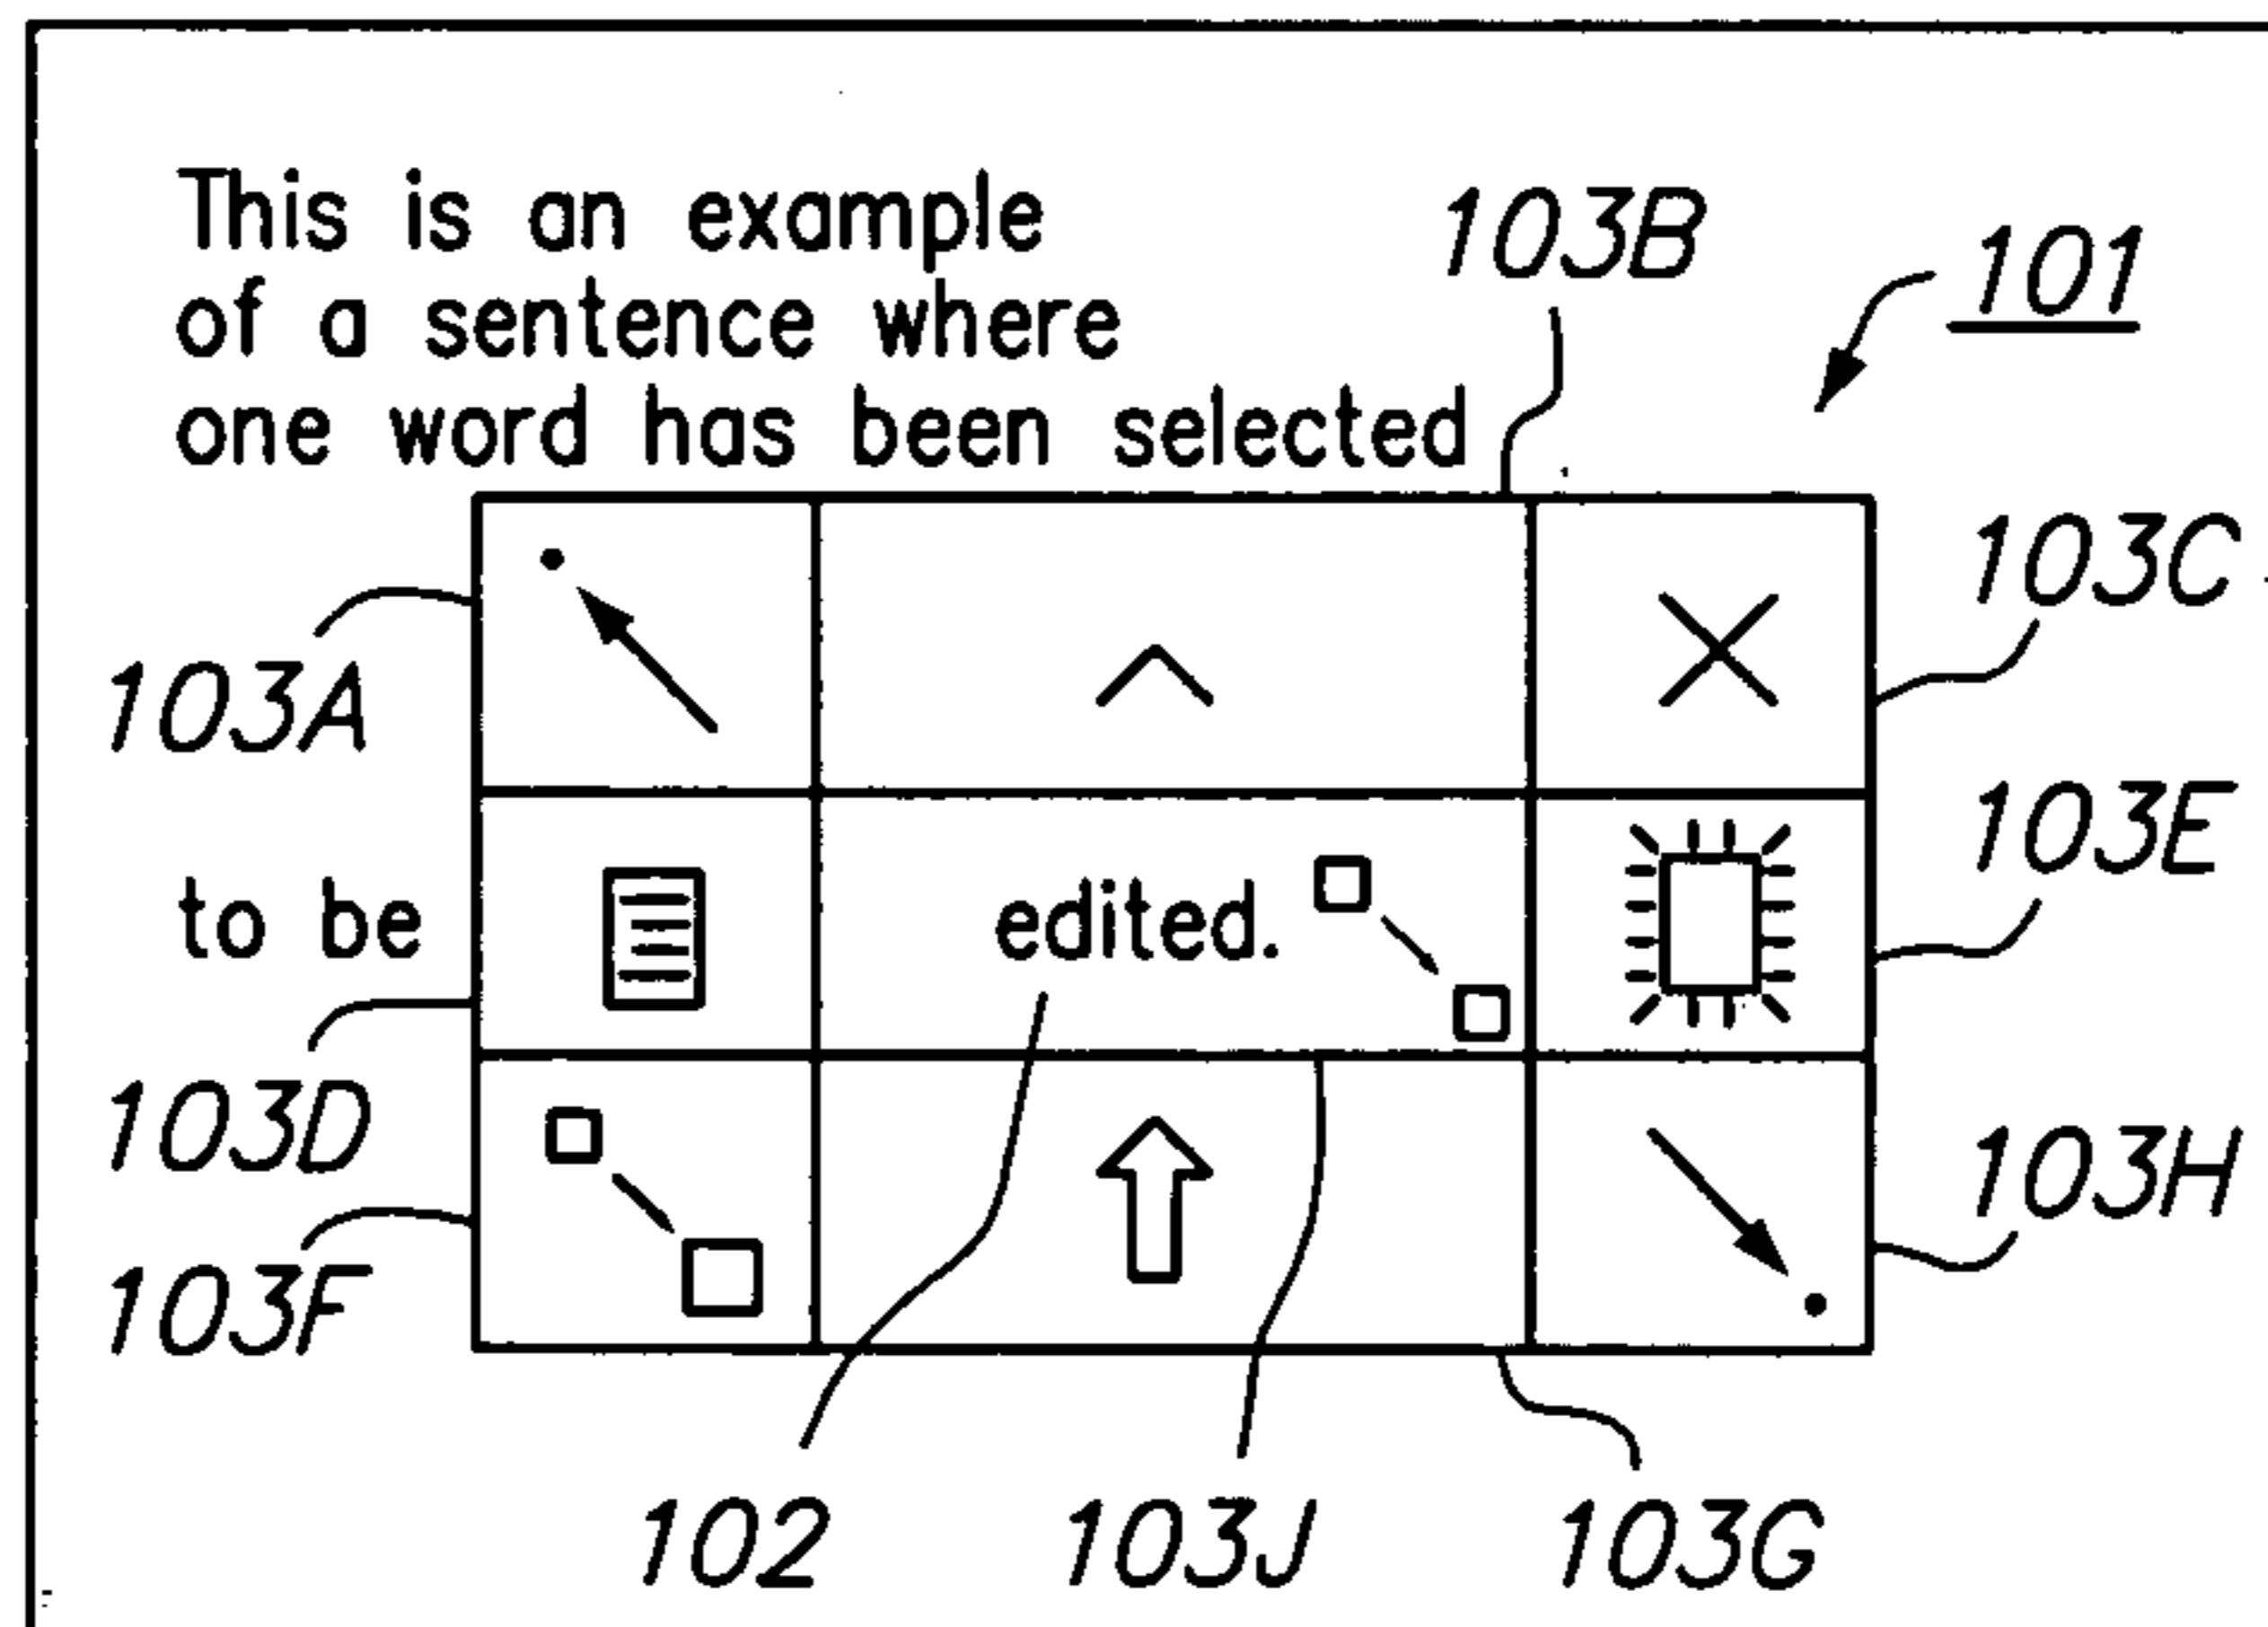 This is an example
103B
101
of a sentence where
one word has been selected
103C
103A
103E
to be edited.
103D
103H
103F
102 103J 103G